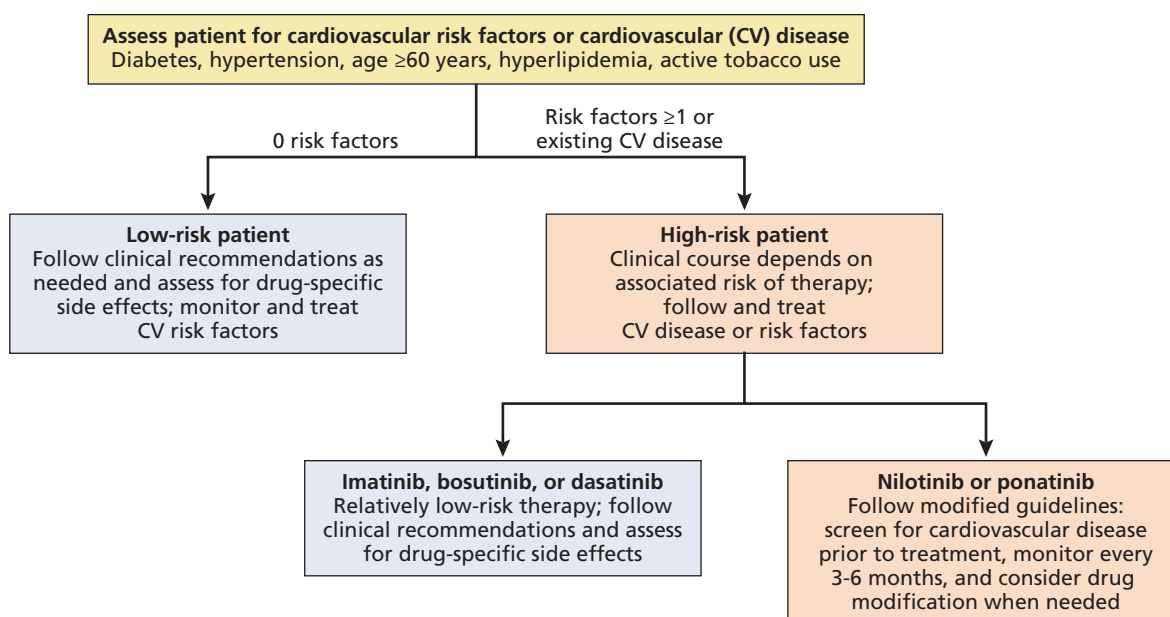 Assess patient for cardiovascular risk factors or cardiovascular (CV) disease
Diabetes, hypertension, age ≥60 years, hyperlipidemia, active tobacco use
0 risk factors
Risk factors ≥1 or
existing CV disease
Low-risk patient
Follow clinical recommendations as
needed and assess for drug-specific
side effects; monitor and treat
CV risk factors
High-risk patient
Clinical course depends on
associated risk of therapy;
follow and treat
CV disease or risk factors
Imatinib, bosutinib, or dasatinib
Relatively low-risk therapy; follow
clinical recommendations and assess
for drug-specific side effects
Nilotinib or ponatinib
Follow modified guidelines:
screen for cardiovascular disease
prior to treatment, monitor every
3-6 months, and consider drug
modification when needed